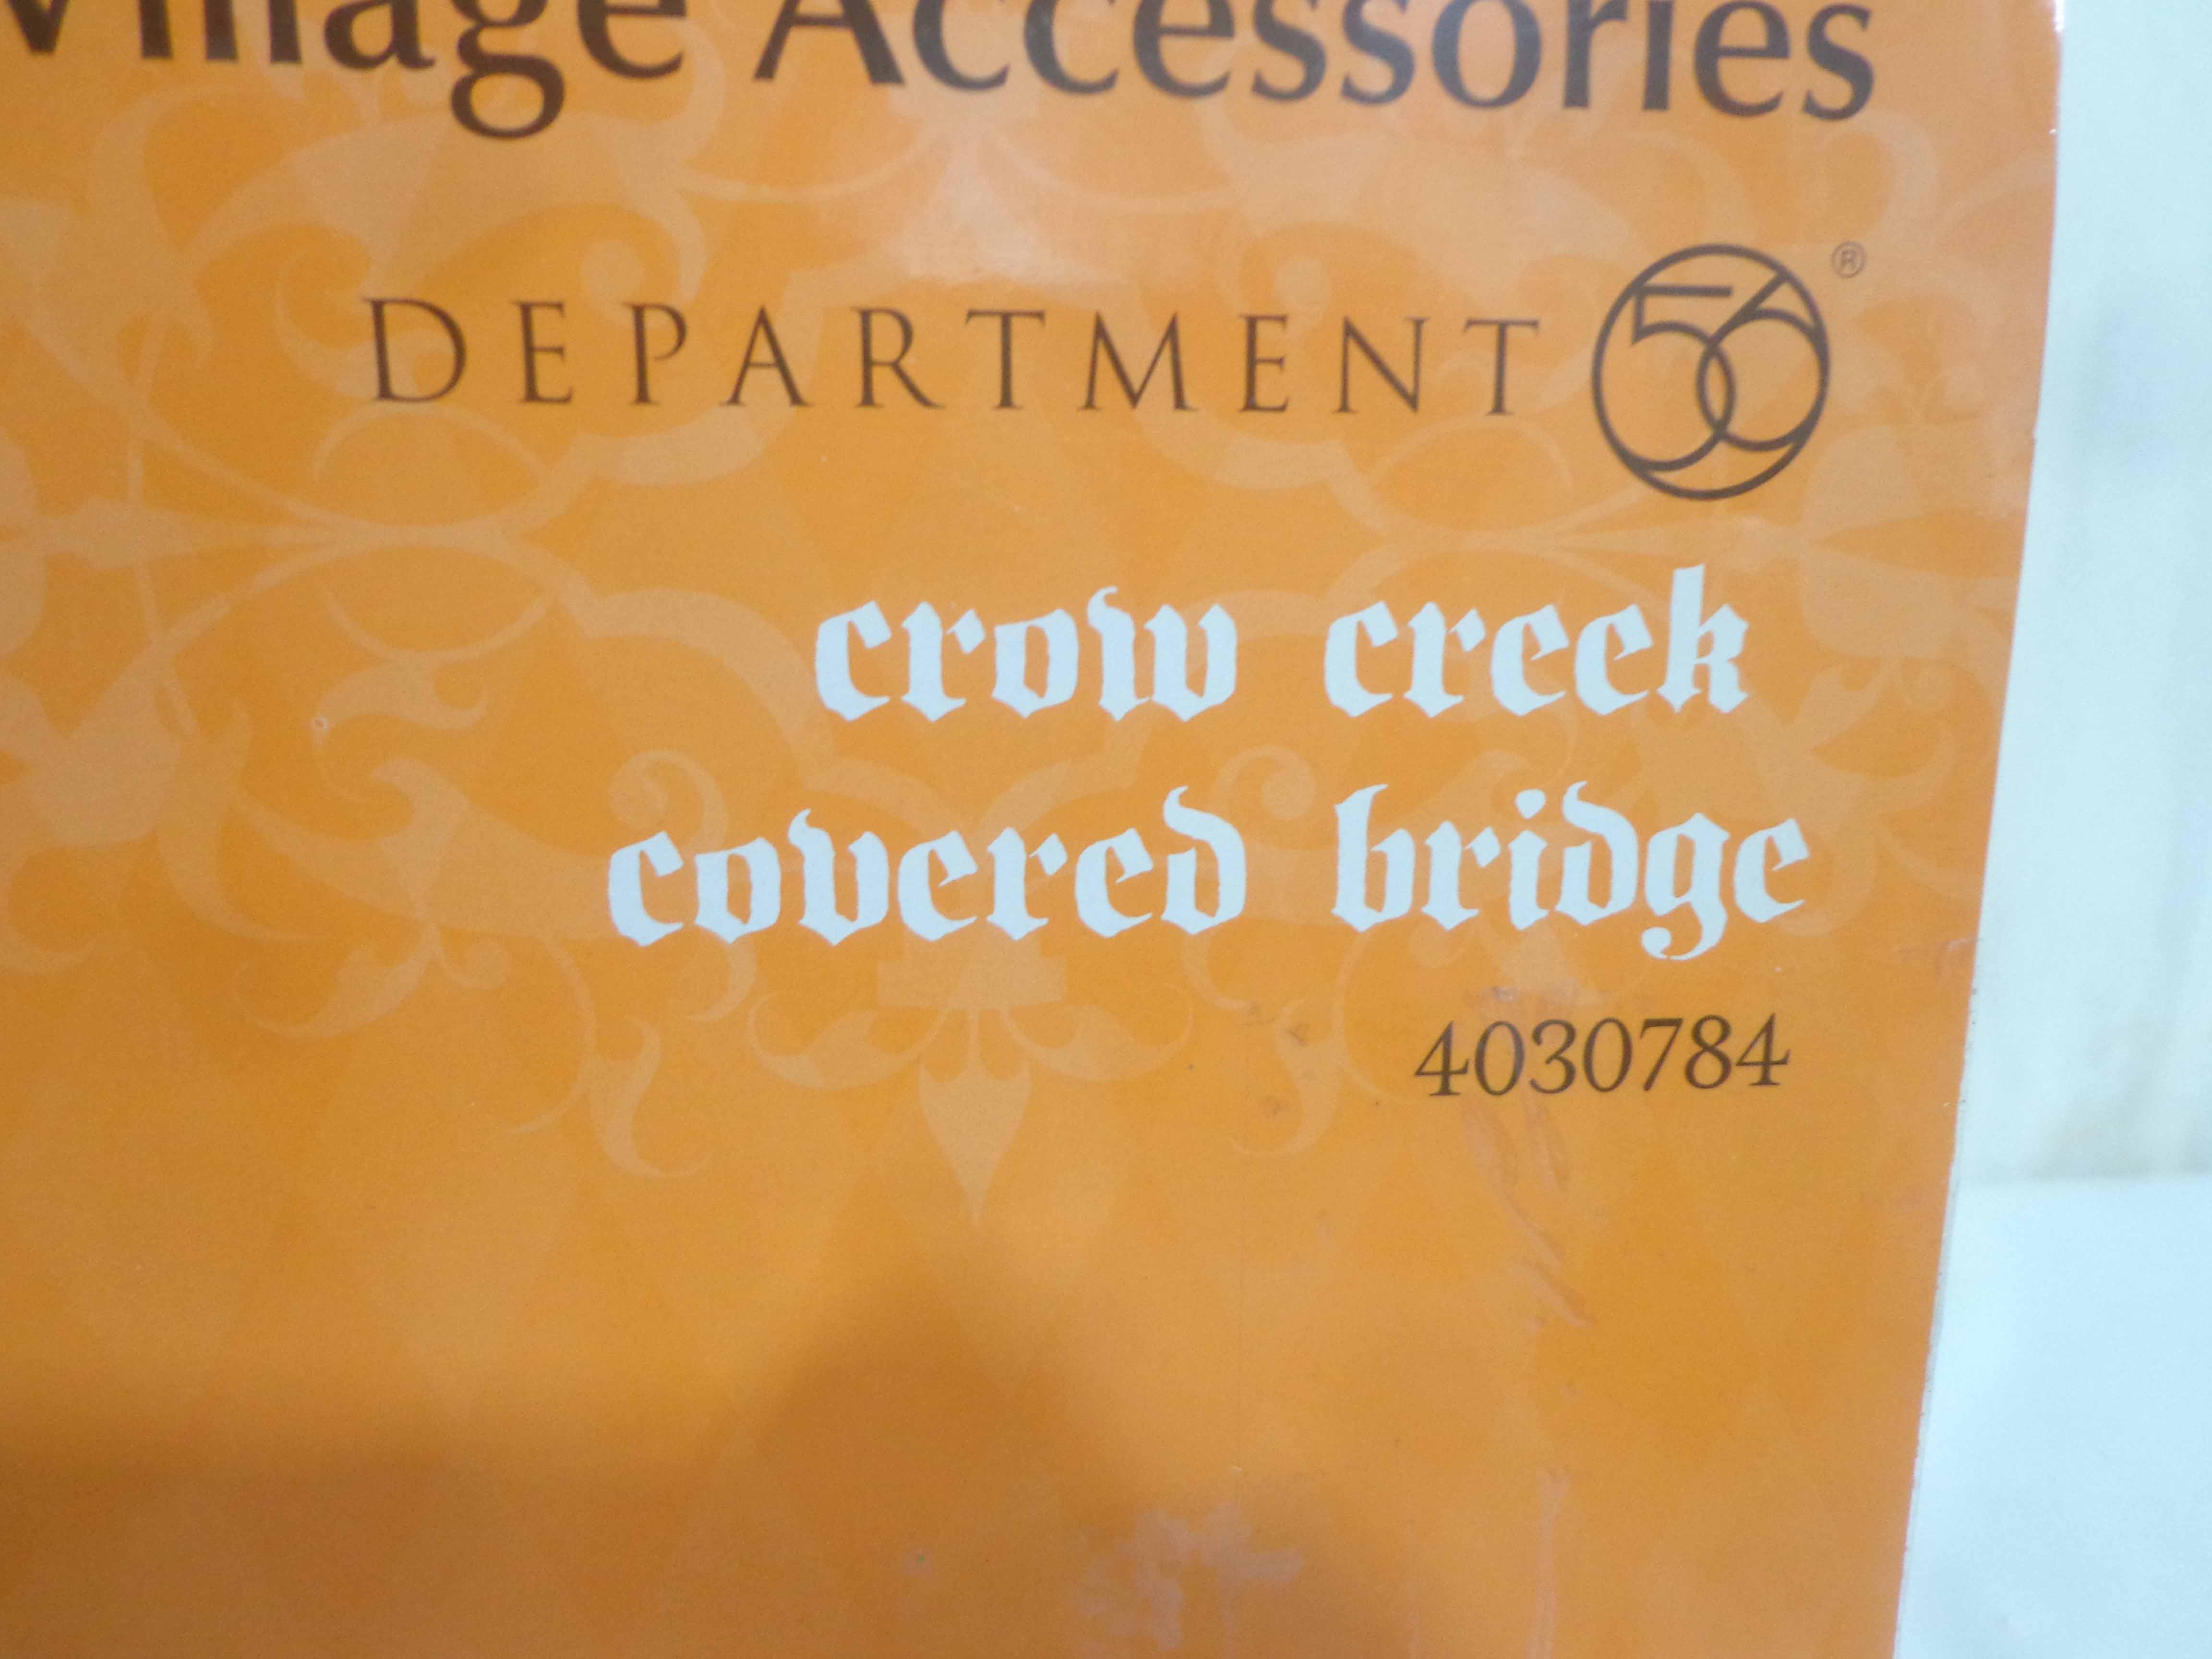 Village Accessories
DEPARTMENT 56®
crow creek
covered bridge
4030784